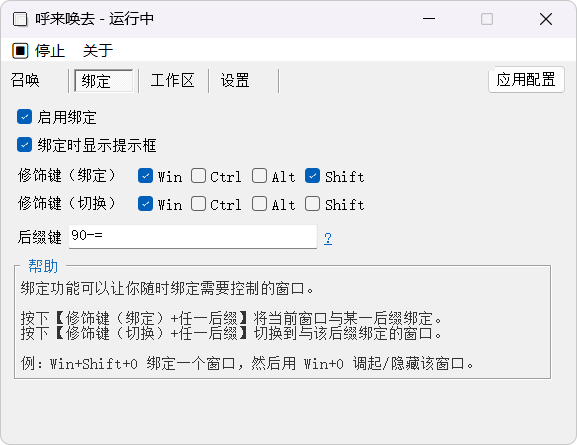 呼来唤去 - 运行中
停止 关于
召唤 绑定 工作区 设置 应用配置
启用绑定
绑定时显示提示框
修饰键（绑定） Win Ctrl Alt Shift
修饰键（切换） Win Ctrl Alt Shift
后缀键 90-= ?
帮助
绑定功能可以让你随时绑定需要控制的窗口。
按下【修饰键（绑定）+任一后缀】将当前窗口与某一后缀绑定。
按下【修饰键（切换）+任一后缀】切换到与该后缀绑定的窗口。
例：Win+Shift+0 绑定一个窗口，然后用 Win+0 调起/隐藏该窗口。